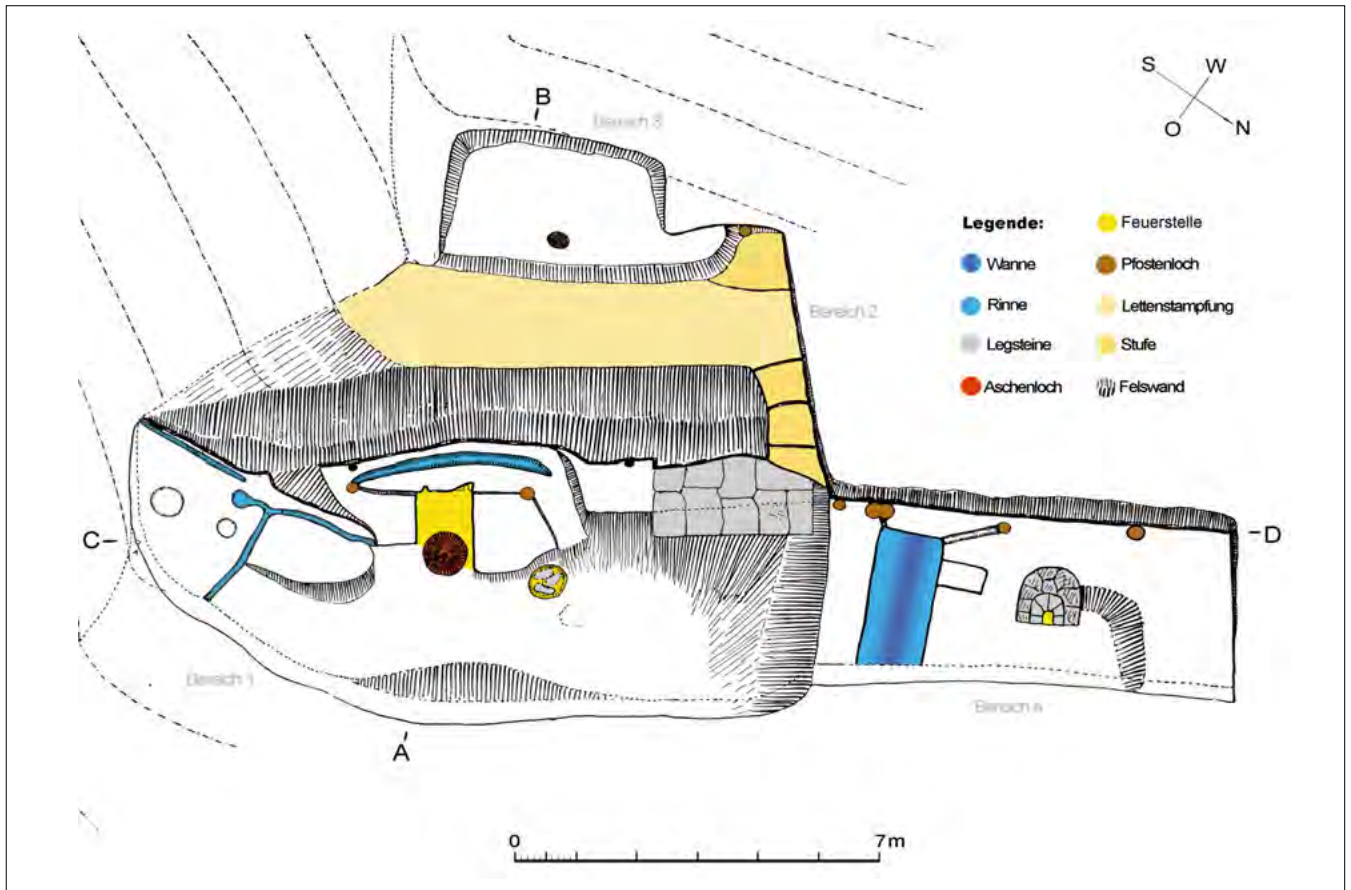 S W
O N
B
Bereich 3
Legende:
Feuerstelle
Wanne
Pfostenloch
Rinne
Lettenstampfung
Legsteine
Stufe
Aschenloch
Felswand
Bereich 2
C
D
Bereich 1
Bereich 4
A
0 7m